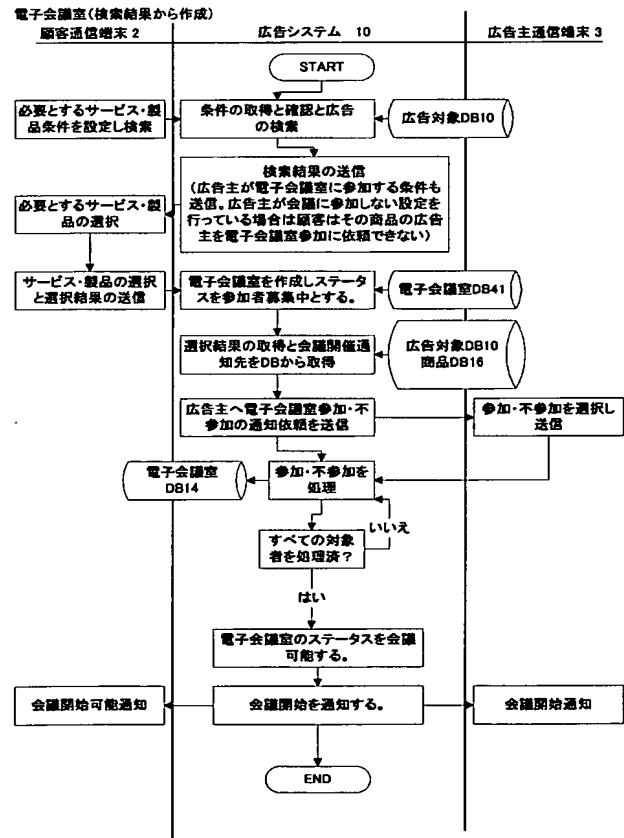 電子会議室(検索結果から作成)
顧客通信端末 2
広告システム 10
広告主通信端末 3
START
必要とするサービス・製
品条件を設定し検索
条件の取得と確認と広告
の検索
広告対象DB10
検索結果の送信
(広告主が電子会議室に参加する条件も
送信。広告主が会議に参加しない設定を
行っている場合は顧客はその商品の広告
主を電子会議室参加に依頼できない)
必要とするサービス・製
品の選択
サービス・製品の選択
と選択結果の送信
電子会議室を作成しステータ
スを参加者募集中とする。
電子会議室DB41
選択結果の取得と会議開催通
知先をDBから取得
広告対象DB10
商品DB16
広告主へ電子会議室参加・不
参加の通知依頼を送信
参加・不参加を選択し
送信
電子会議室
DB14
参加・不参加を
処理
いいえ
すべての対象
者を処理済?
はい
電子会議室のステータスを会議
可能する。
会議開始可能通知
会議開始を通知する。
会議開始通知
END